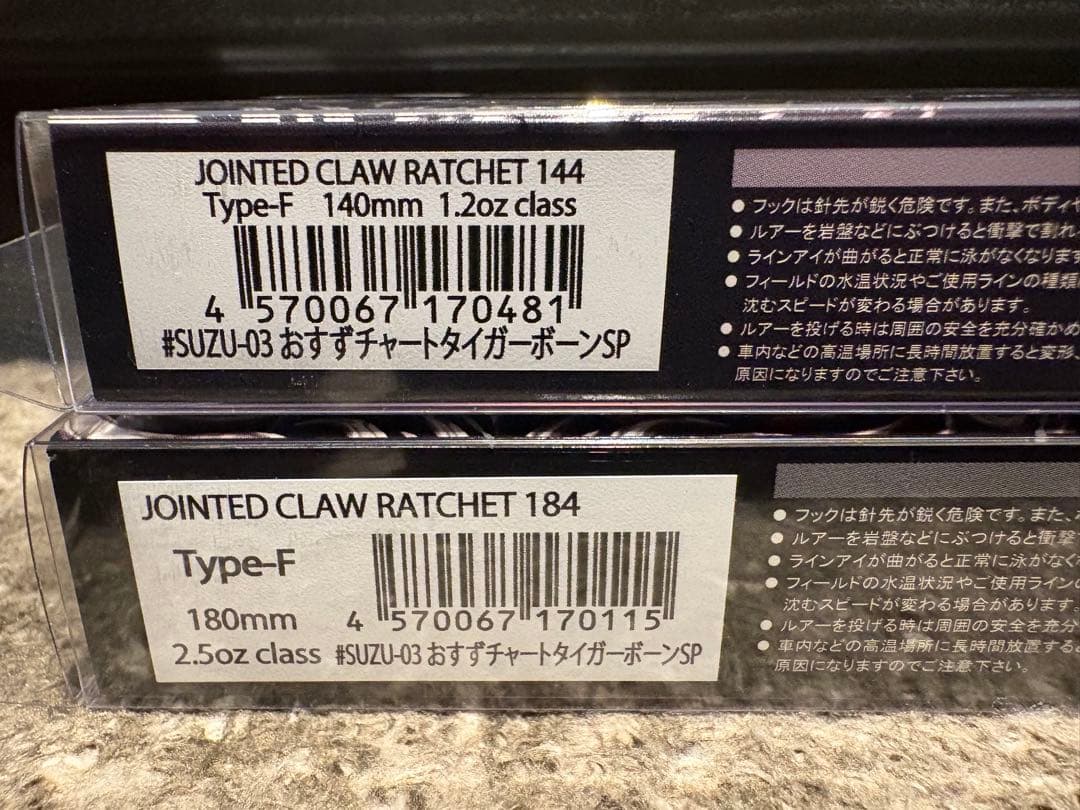 JOINTED CLAW RATCHET 144
Type-F 140mm 1.2oz class
4 570067 170481
#SUZU-03 おすずチャートタイガーボーンSP
●フックは針先が鋭く危険です。また、ボディや
●ルアーを岩盤などにぶつけると衝撃で割れ
●ラインアイが曲がると正常に泳がなくなります
●フィールドの水温状況やご使用ラインの種類
沈むスピードが変わる場合があります。
●ルアーを投げる時は周囲の安全を充分確かめ
●車内などの高温場所に長時間放置すると変形、
原因になりますのでご注意下さい。
JOINTED CLAW RATCHET 184
Type-F
180mm
2.5oz class
4 570067 170115
#SUZU-03 おすずチャートタイガーボーンSP
●フックは針先が鋭く危険です。また、
●ルアーを岩盤などにぶつけると衝撃
●ラインアイが曲がると正常に泳がなく
●フィールドの水温状況やご使用ライン
沈むスピードが変わる場合があります。
●ルアーを投げる時は周囲の安全を充分
●車内などの高温場所に長時間放置すると
原因になりますのでご注意下さい。